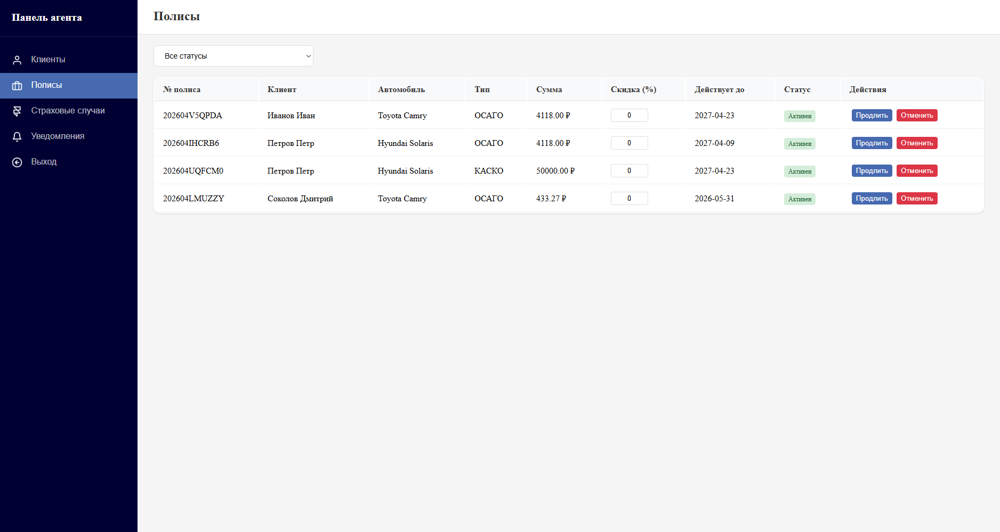 Панель агента
Клиенты
Полисы
Страховые случаи
Уведомления
Выход
Полисы
Все статусы
№ полиса Клиент Автомобиль Тип Сумма Скидка (%) Действует до Статус Действия
202604V5QPDA Иванов Иван Toyota Camry ОСАГО 4118.00 ₽ 0 2027-04-23 Активен Продлить Отменить
202604IHCRB6 Петров Петр Hyundai Solaris ОСАГО 4118.00 ₽ 0 2027-04-09 Активен Продлить Отменить
202604UQFCM0 Петров Петр Hyundai Solaris КАСКО 50000.00 ₽ 0 2027-04-23 Активен Продлить Отменить
202604LMUZZY Соколов Дмитрий Toyota Camry ОСАГО 433.27 ₽ 0 2026-05-31 Активен Продлить Отменить